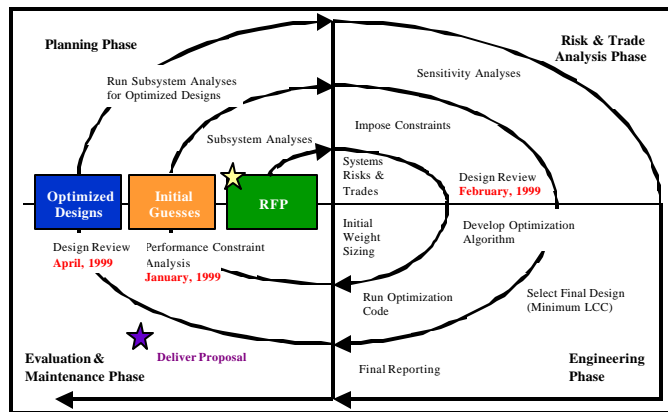 Planning Phase
Risk & Trade
Analysis Phase
Run Subsystem Analyses
for Optimized Designs
Sensitivity Analyses
Subsystem Analyses
Impose Constraints
Systems
Risks &
Trades
Design Review
February, 1999
Optimized
Designs
Initial
Guesses
RFP
Initial
Weight
Sizing
Develop Optimization
Algorithm
Design Review
April, 1999
Performance Constraint
Analysis
January, 1999
Run Optimization
Code
Select Final Design
(Minimum LCC)
Deliver Proposal
Evaluation &
Maintenance Phase
Final Reporting
Engineering
Phase